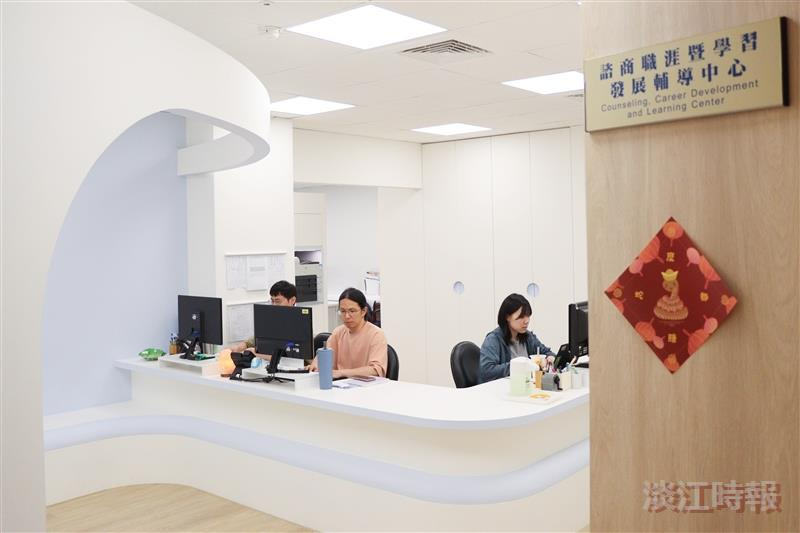 諮商職涯暨學習
發展輔導中心
Counseling, Career Development
and Learning Center
淡江時報